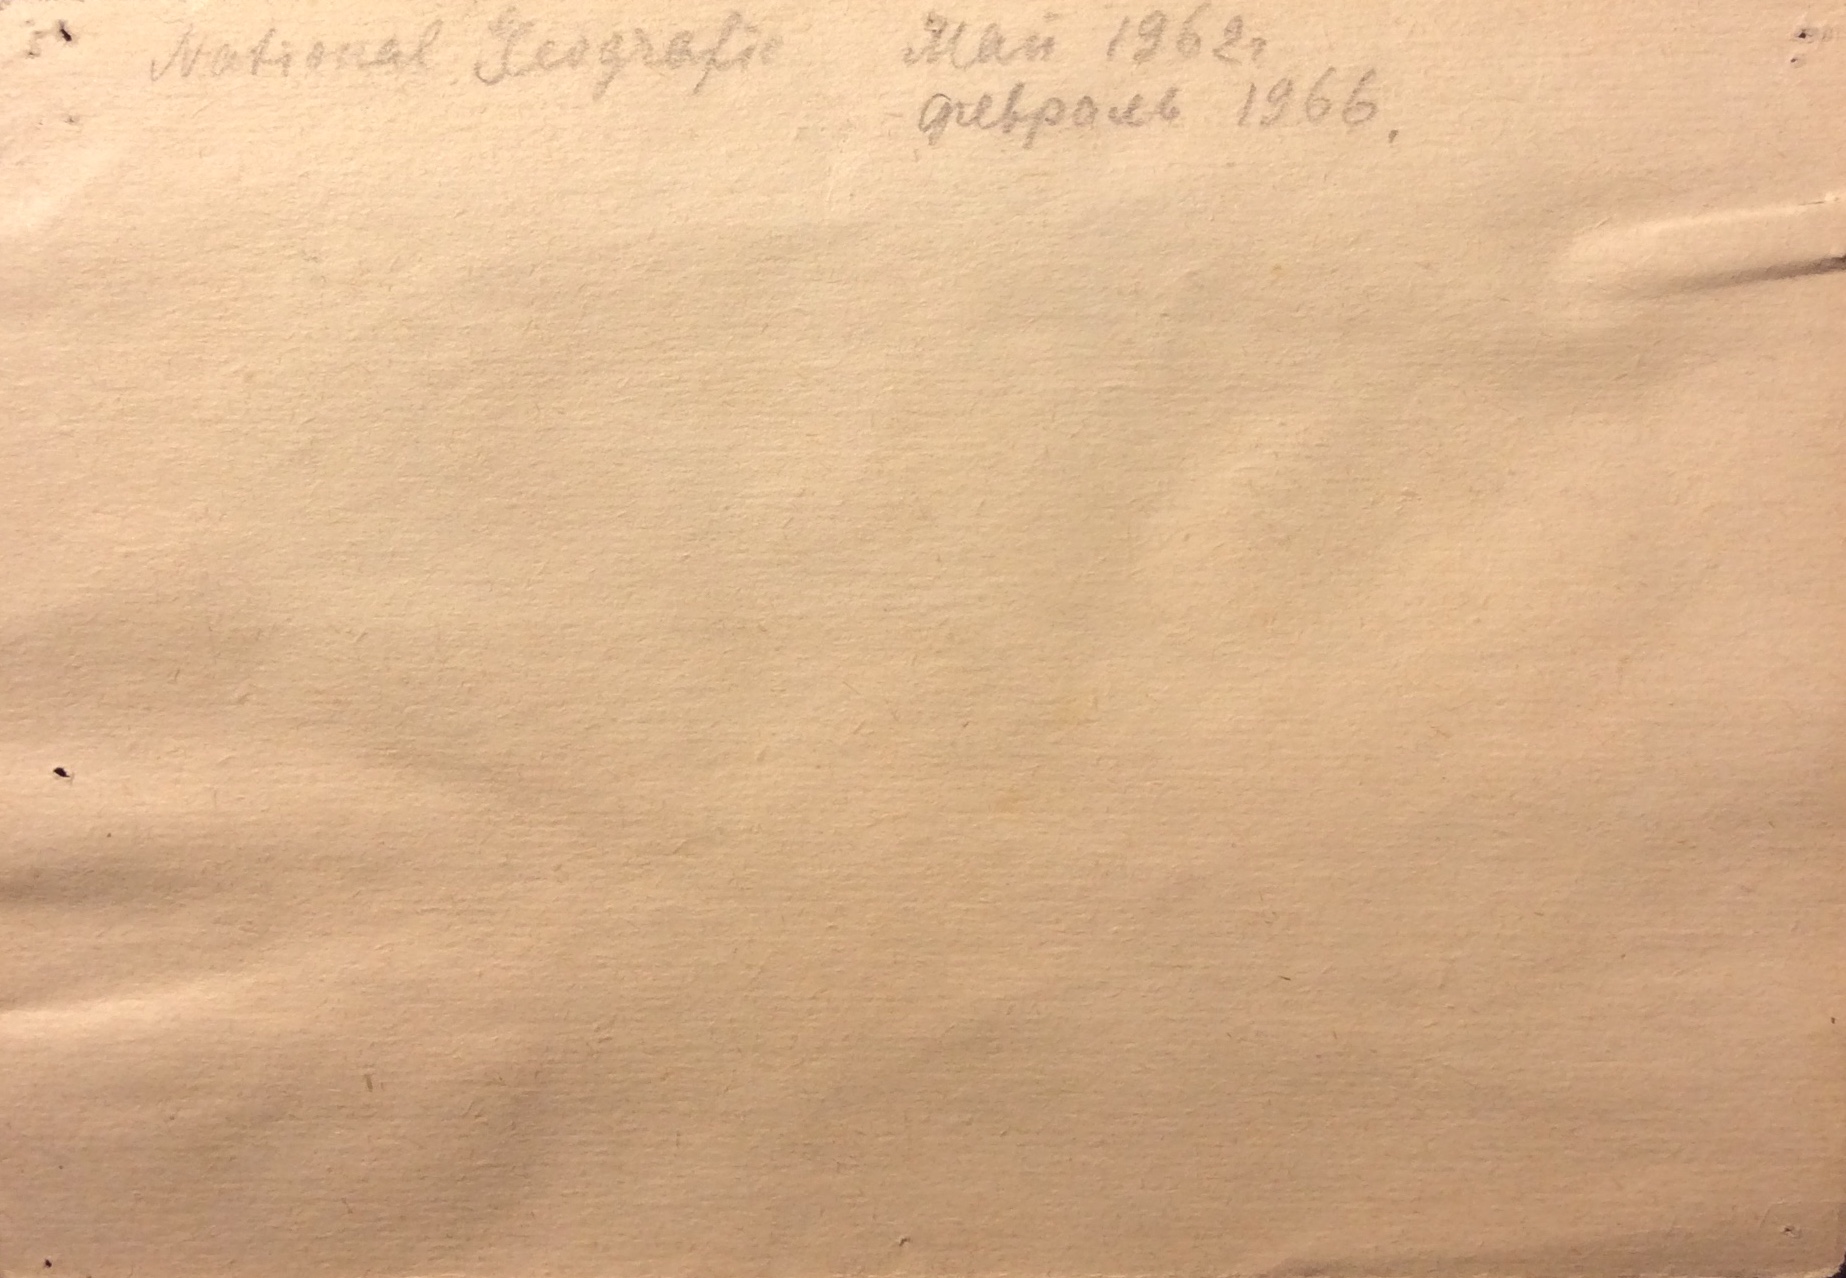 National Geografic Май 1962г
февраль 1966.